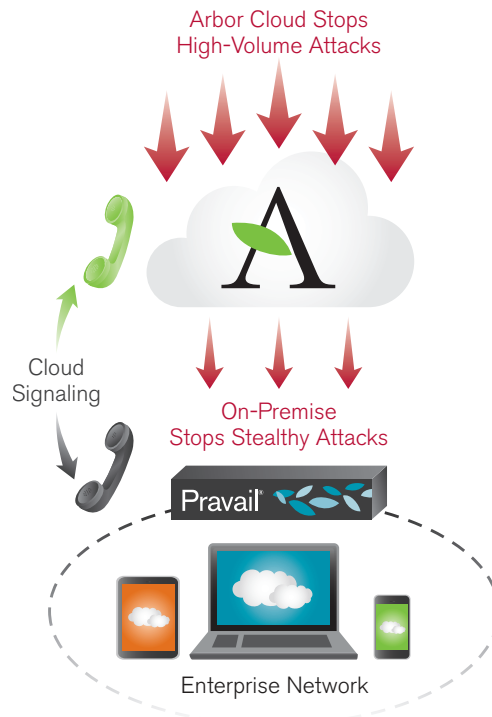 Arbor Cloud Stops
High-Volume Attacks
A
Cloud
Signaling
On-Premise
Stops Stealthy Attacks
Pravail®
Enterprise Network